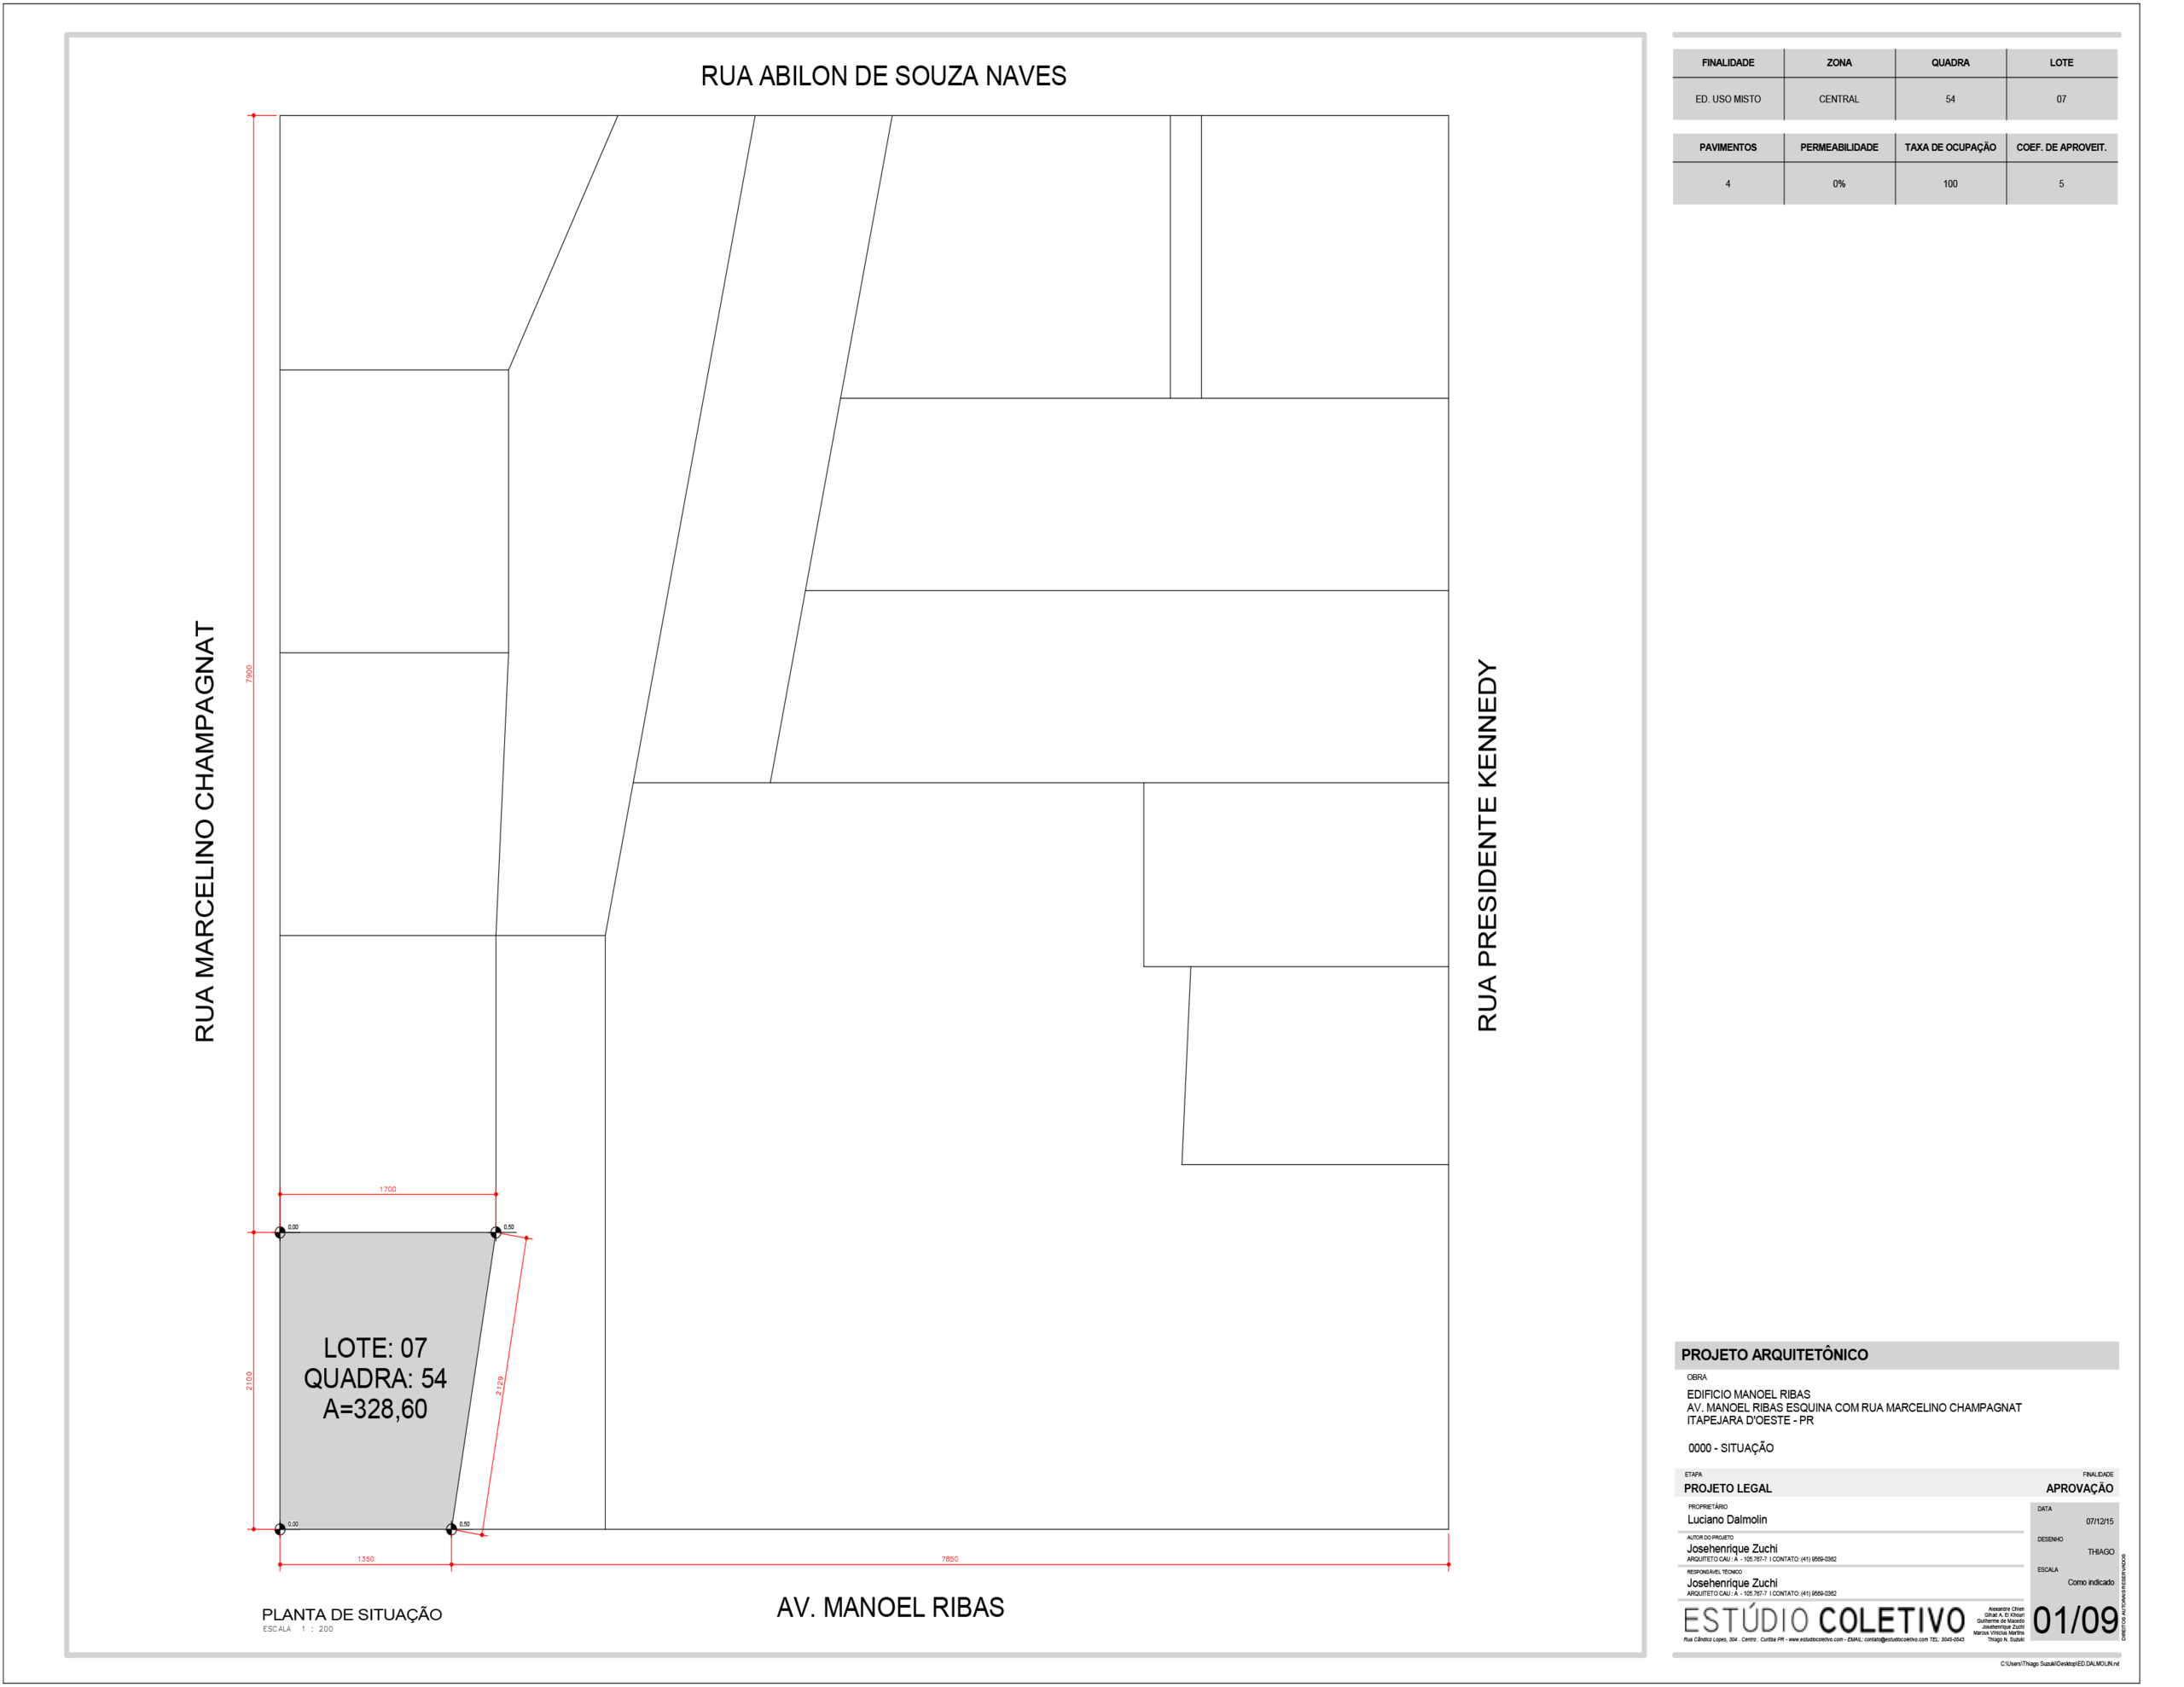 RUA ABILON DE SOUZA NAVES
RUA MARCELINO CHAMPAGNAT
RUA PRESIDENTE KENNEDY
7900
1700
0,00
0,50
LOTE: 07
QUADRA: 54
A=328,60
2100
2129
0,00
0,50
1350
7850
AV. MANOEL RIBAS
PLANTA DE SITUAÇÃO
ESCALA 1 : 200
FINALIDADE ZONA QUADRA LOTE
ED. USO MISTO CENTRAL 54 07
PAVIMENTOS PERMEABILIDADE TAXA DE OCUPAÇÃO COEF. DE APROVEIT.
4 0% 100 5
PROJETO ARQUITETÔNICO
OBRA
EDIFICIO MANOEL RIBAS
AV. MANOEL RIBAS ESQUINA COM RUA MARCELINO CHAMPAGNAT
ITAPEJARA D'OESTE - PR
0000 - SITUAÇÃO
ETAPA FINALIDADE
PROJETO LEGAL APROVAÇÃO
PROPRIETÁRIO
Luciano Dalmolin
AUTOR DO PROJETO
Josehenrique Zuchi
ARQUITETO CAU : A - 105.767-7 I CONTATO: (41) 9569-0362
RESPONSÁVEL TÉCNICO
Josehenrique Zuchi
ARQUITETO CAU : A - 105.767-7 I CONTATO: (41) 9569-0362
DATA
07/12/15
DESENHO
THIAGO
ESCALA
Como indicado
ESTÚDIO COLETIVO
Alexandre Chien
Gihad A. El Khouri
Guilherme de Macedo
Josehenrique Zuchi
Marcus Vinicius Martins
Thiago N. Suzuki
Rua Cândico Lopes, 304 . Centro . Curitiba PR - www.estudiocoletivo.com - EMAIL: contato@estudiocoletivo.com TEL: 3045-0543
01/09
DIREITOS AUTORAIS RESERVADOS
C:\Users\Thiago Suzuki\Desktop\ED.DALMOLIN.rvt